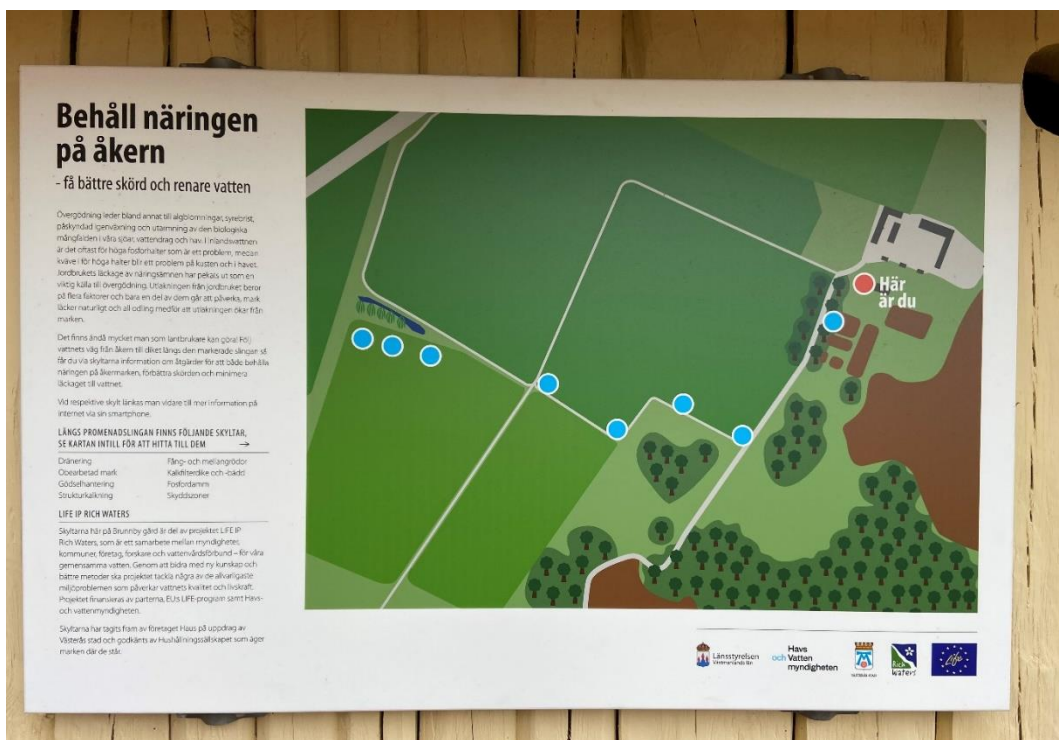 Behåll näringen
på åkern
- få bättre skörd och renare vatten
Övergödning leder bland annat till algblomningar, syrebrist,
påskyndad igenväxning och utarmning av den biologiska
mångfalden i våra sjöar, vattendrag och hav. I inlandsvattnen
är det oftast för höga fosforhalter som är ett problem, medan
kväve i för höga halter blir ett problem på kusten och i havet.
Jordbrukets läckage av näringsämnen har pekats ut som en
viktig källa till övergödning. Utlakningen från jordbruket beror
på flera faktorer och bara en del av dem går att påverka, mark
läcker naturligt och all odling medför att utlakningen ökar från
marken.
Det finns ändå mycket man som lantbrukare kan göra! Följ
vattnets väg från åkern till diket längs den markerade slingan så
får du via skyltarna information om åtgärder för att både behålla
näringen på åkermarken, förbättra skörden och minimera
läckaget till vattnet.
Vid respektive skylt länkas man vidare till mer information på
internet via sin smartphone.
LÄNGS PROMENADSLINGAN FINNS FÖLJANDE SKYLTAR,
SE KARTAN INTILL FÖR ATT HITTA TILL DEM →
Dränering Fång- och mellangrödor
Obearbetad mark Kalkfilterdike och -bädd
Gödselhantering Fosfordamm
Strukturkalkning Skyddszoner
LIFE IP RICH WATERS
Skyltarna här på Brunnby gård är del av projektet LIFE IP
Rich Waters, som är ett samarbete mellan myndigheter,
kommuner, företag, forskare och vattenvårdsförbund – för våra
gemensamma vatten. Genom att bidra med ny kunskap och
bättre metoder ska projektet tackla några av de allvarligaste
miljöproblemen som påverkar vattnets kvalitet och livskraft.
Projektet finansieras av parterna, EU:s LIFE-program samt Havs-
och vattenmyndigheten.
Skyltarna har tagits fram av företaget Haus på uppdrag av
Västerås stad och godkänts av Hushållningssällskapet som äger
marken där de står.
Här
är du
Länsstyrelsen
Västmanlands län
Havs
och Vatten
myndigheten
VÄSTERÅS STAD
Rich
Waters
Life